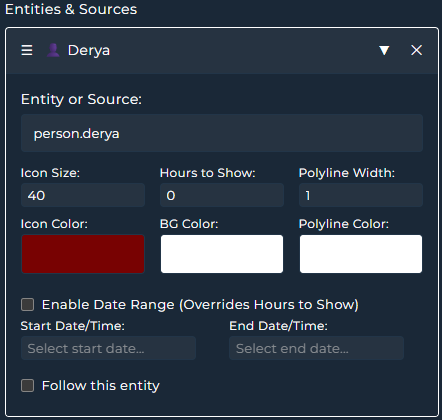 Entities & Sources
☰ Derya ▼ ✕
Entity or Source:
person.derya
Icon Size: Hours to Show: Polyline Width:
40 0 1
Icon Color: BG Color: Polyline Color:
Enable Date Range (Overrides Hours to Show)
Start Date/Time: End Date/Time:
Select start date... Select end date...
Follow this entity